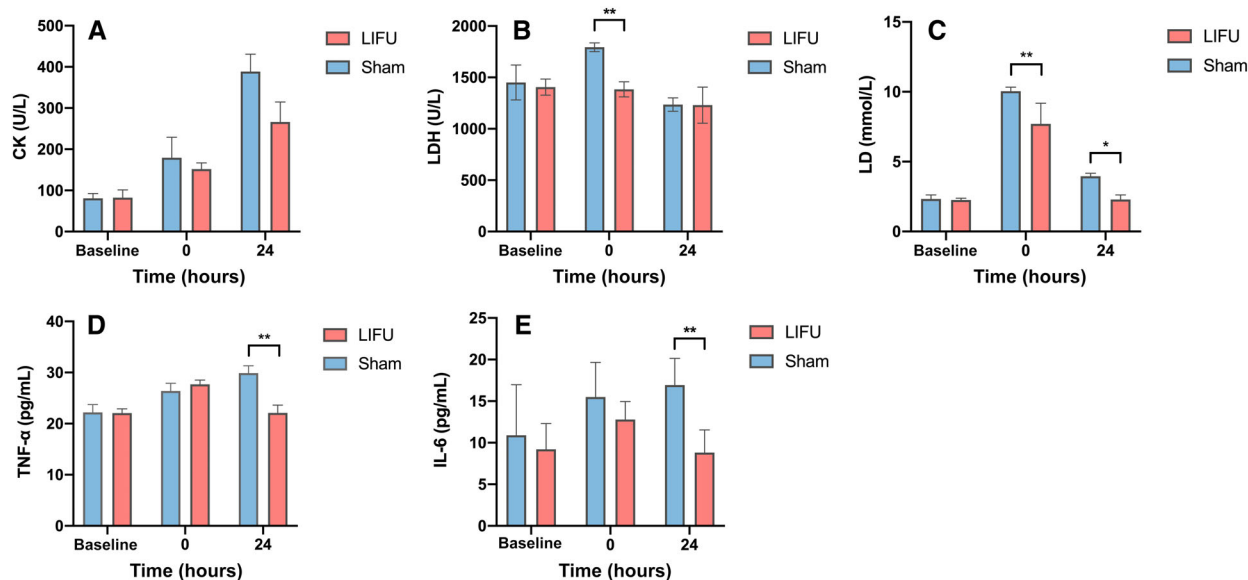 A
CK (U/L)
500
400
300
200
100
0
Baseline
0
24
Time (hours)
LIFU
Sham
B
LDH (U/L)
2000
1500
1000
500
0
**
Baseline
0
24
Time (hours)
LIFU
Sham
C
LD (mmol/L)
15
10
5
0
**
*
Baseline
0
24
Time (hours)
LIFU
Sham
D
TNF-α (pg/mL)
40
30
20
10
0
**
Baseline
0
24
Time (hours)
LIFU
Sham
E
IL-6 (pg/mL)
25
20
15
10
5
0
**
Baseline
0
24
Time (hours)
LIFU
Sham